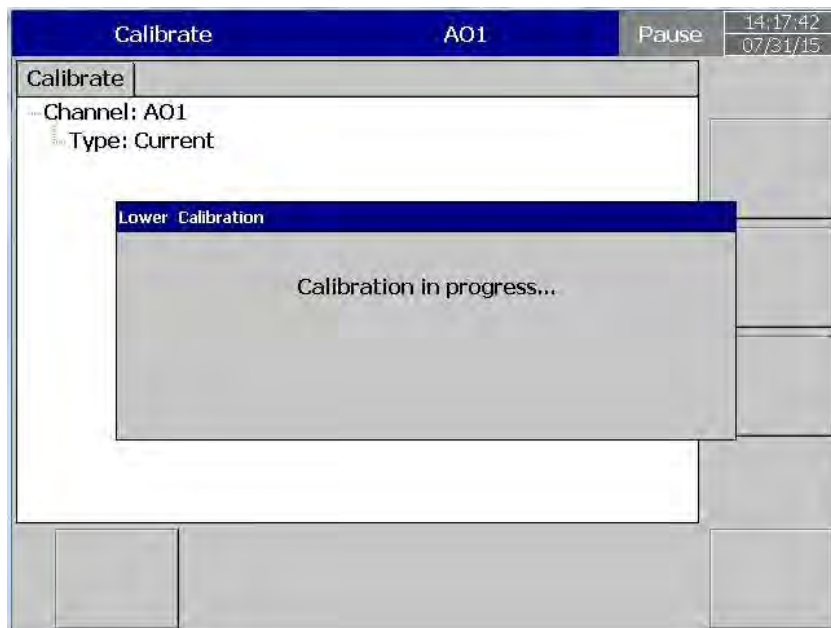 Calibrate AO1 Pause 14:17:42
07/31/15
Calibrate
Channel: AO1
Type: Current
Lower Calibration
Calibration in progress...